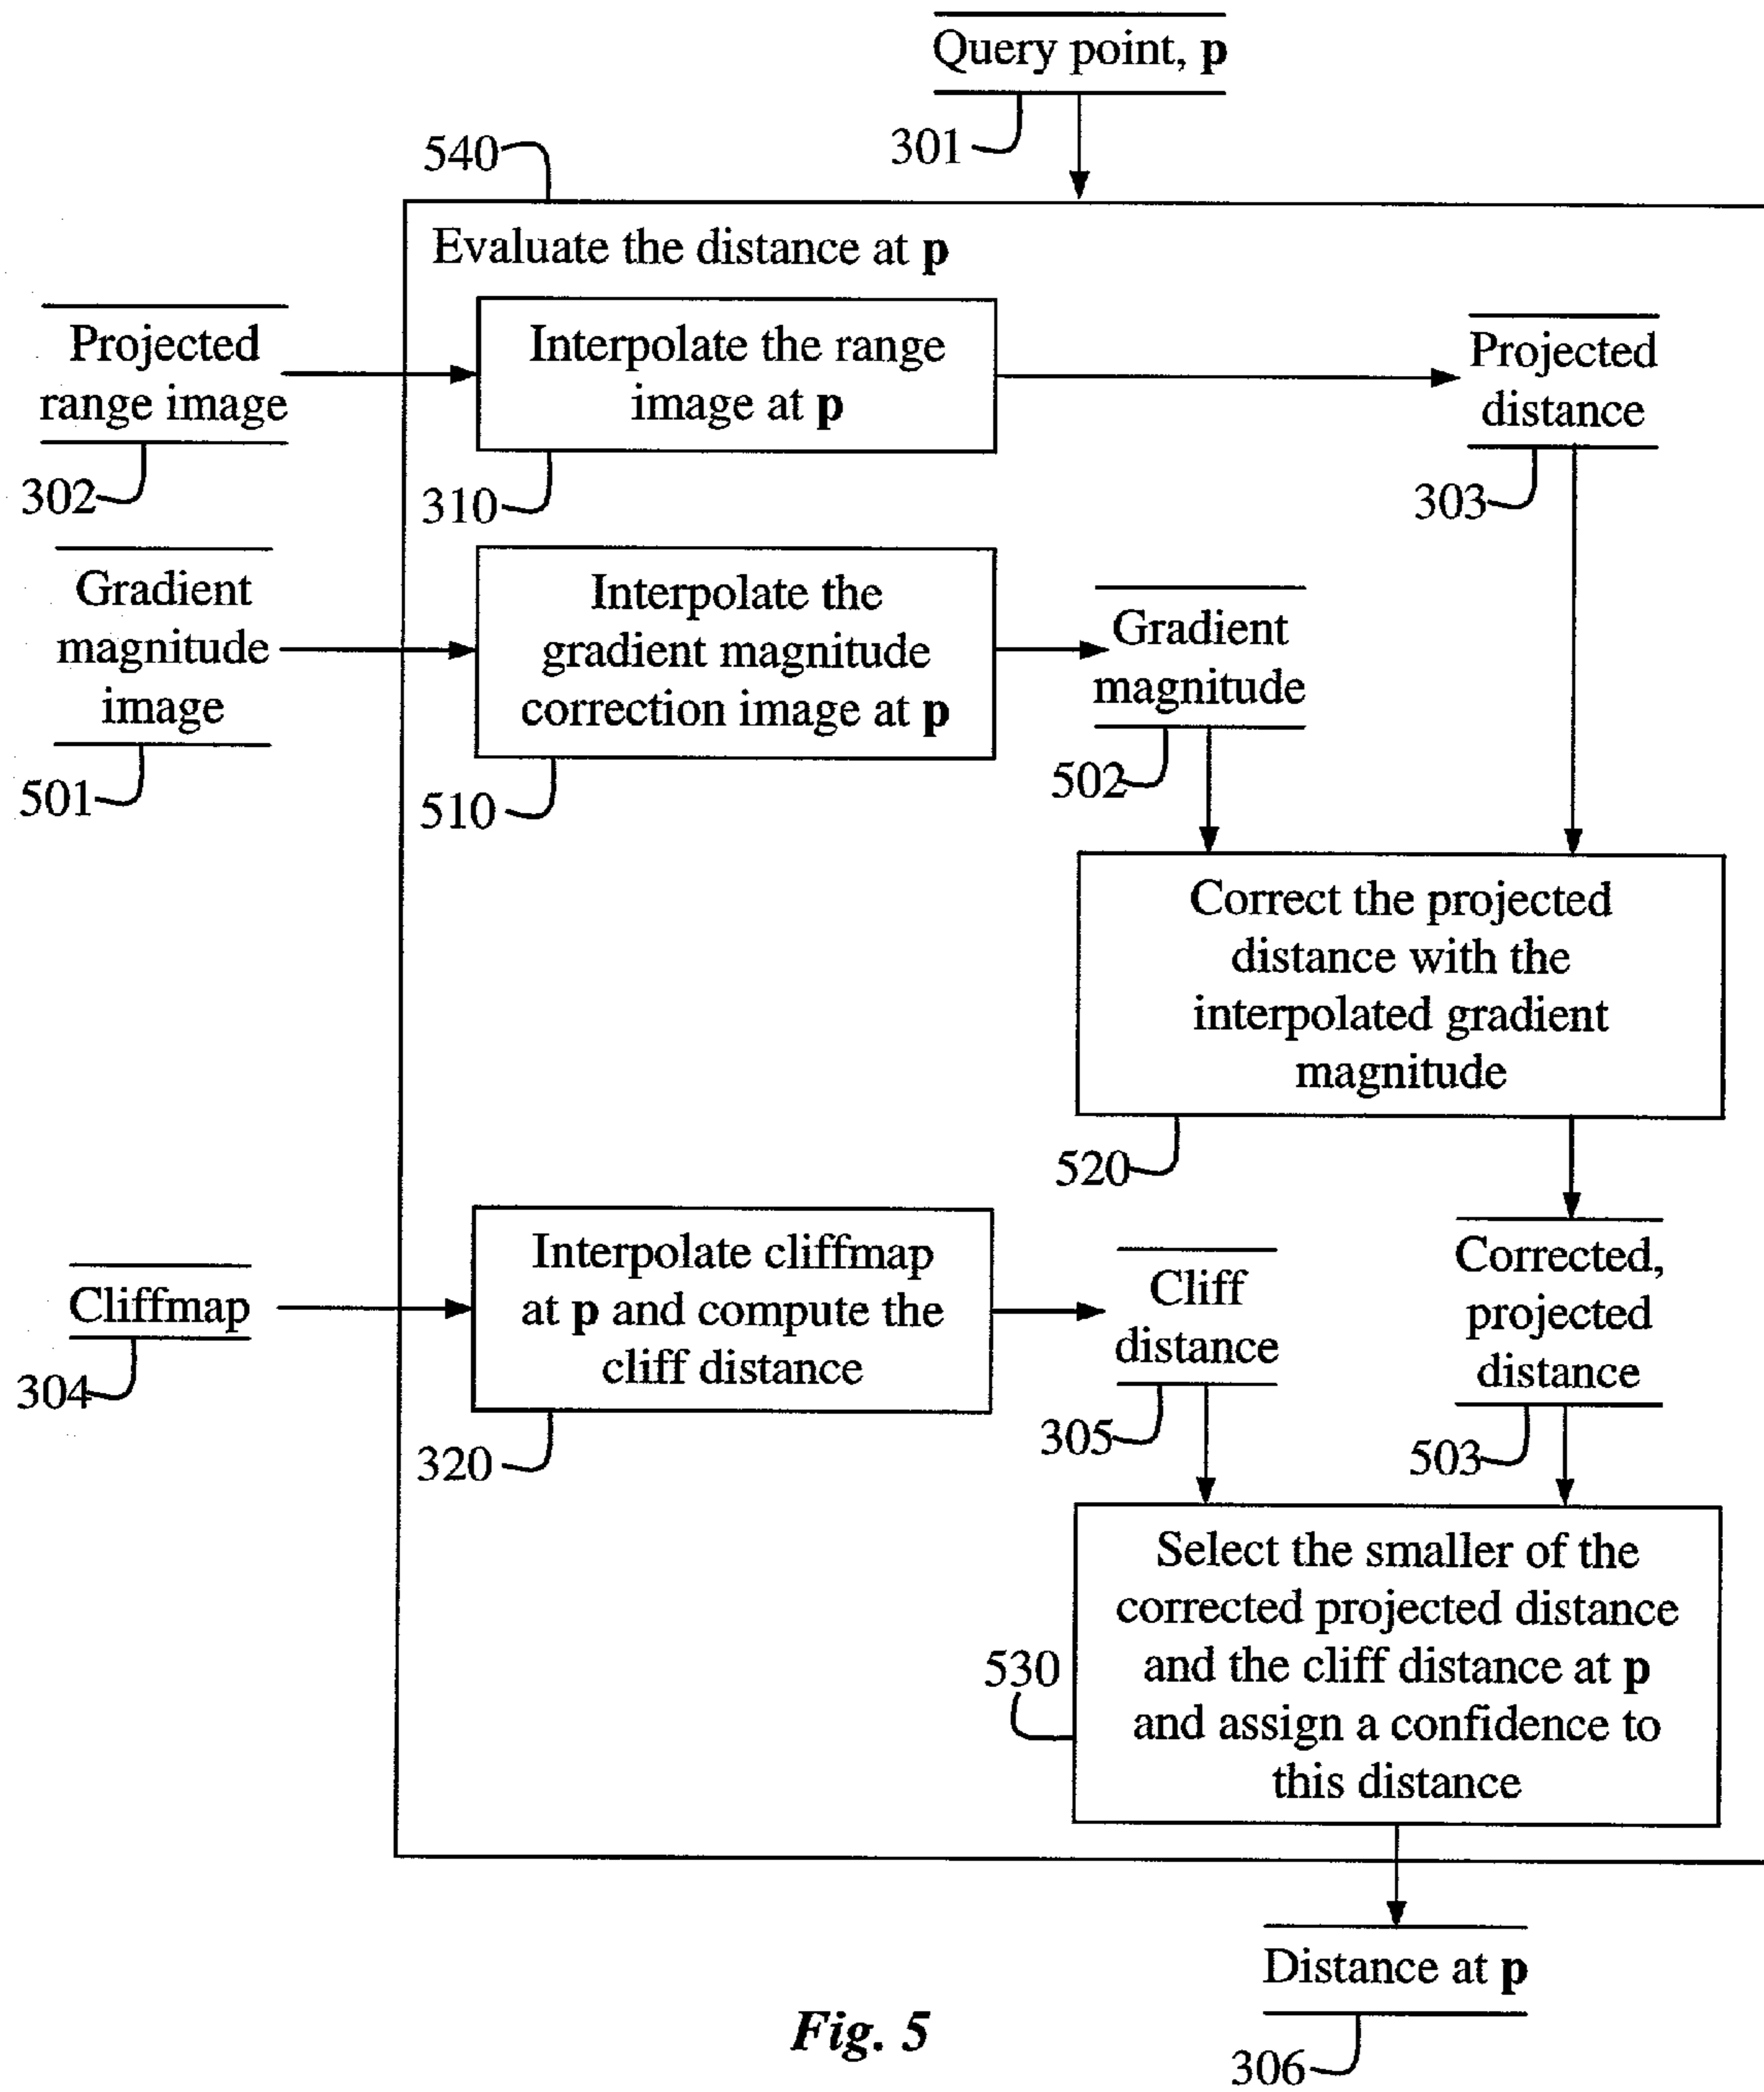 Query point, p
301
540
Evaluate the distance at p
Projected
range image
302
Interpolate the range
image at p
310
Projected
distance
303
Gradient
magnitude
image
501
Interpolate the
gradient magnitude
correction image at p
510
Gradient
magnitude
502
Correct the projected
distance with the
interpolated gradient
magnitude
520
Cliffmap
304
Interpolate cliffmap
at p and compute the
cliff distance
320
Cliff
distance
305
Corrected,
projected
distance
503
Select the smaller of the
corrected projected distance
and the cliff distance at p
and assign a confidence to
this distance
530
Distance at p
306
Fig. 5